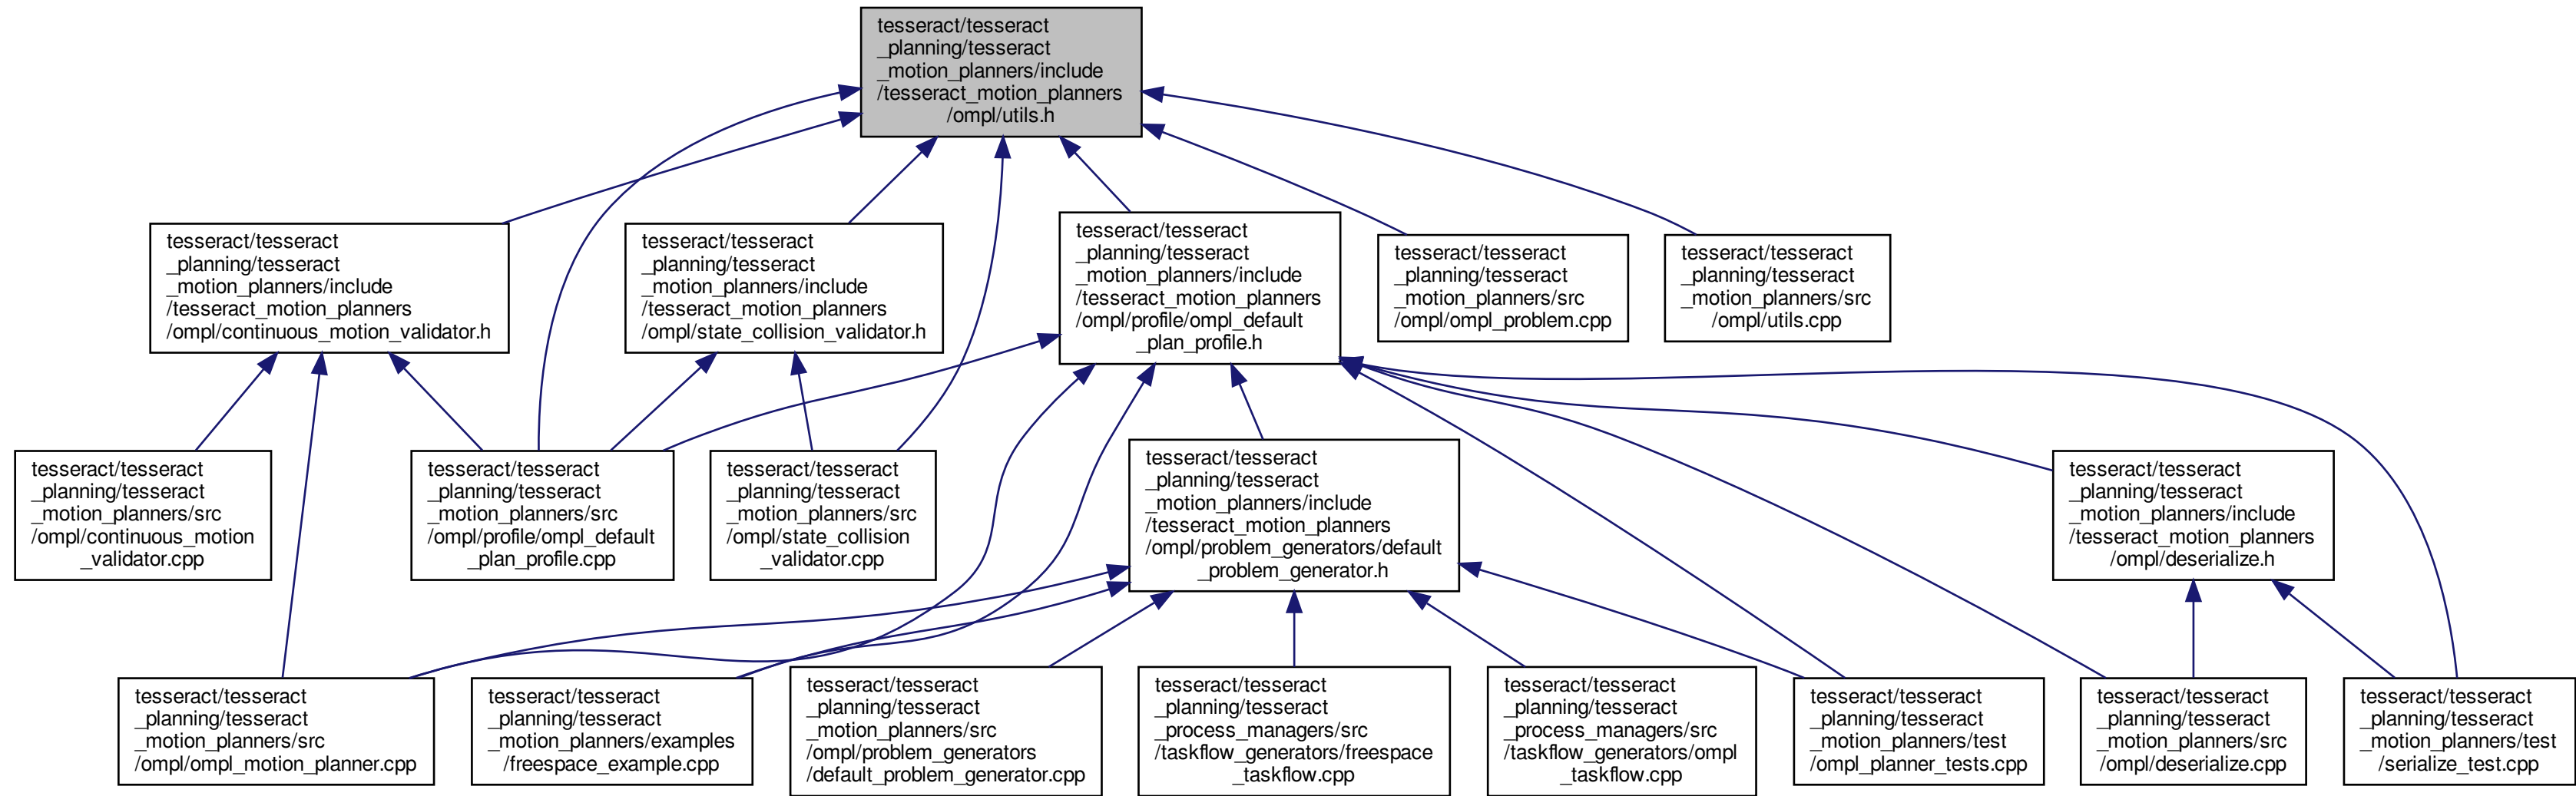 tesseract/tesseract
_planning/tesseract
_motion_planners/include
/tesseract_motion_planners
/ompl/utils.h
tesseract/tesseract
_planning/tesseract
_motion_planners/include
/tesseract_motion_planners
/ompl/continuous_motion_validator.h
tesseract/tesseract
_planning/tesseract
_motion_planners/include
/tesseract_motion_planners
/ompl/state_collision_validator.h
tesseract/tesseract
_planning/tesseract
_motion_planners/include
/tesseract_motion_planners
/ompl/profile/ompl_default
_plan_profile.h
tesseract/tesseract
_planning/tesseract
_motion_planners/src
/ompl/ompl_problem.cpp
tesseract/tesseract
_planning/tesseract
_motion_planners/src
/ompl/utils.cpp
tesseract/tesseract
_planning/tesseract
_motion_planners/src
/ompl/continuous_motion
_validator.cpp
tesseract/tesseract
_planning/tesseract
_motion_planners/src
/ompl/profile/ompl_default
_plan_profile.cpp
tesseract/tesseract
_planning/tesseract
_motion_planners/src
/ompl/state_collision
_validator.cpp
tesseract/tesseract
_planning/tesseract
_motion_planners/include
/tesseract_motion_planners
/ompl/problem_generators/default
_problem_generator.h
tesseract/tesseract
_planning/tesseract
_motion_planners/include
/tesseract_motion_planners
/ompl/deserialize.h
tesseract/tesseract
_planning/tesseract
_motion_planners/src
/ompl/ompl_motion_planner.cpp
tesseract/tesseract
_planning/tesseract
_motion_planners/examples
/freespace_example.cpp
tesseract/tesseract
_planning/tesseract
_motion_planners/src
/ompl/problem_generators
/default_problem_generator.cpp
tesseract/tesseract
_planning/tesseract
_process_managers/src
/taskflow_generators/freespace
_taskflow.cpp
tesseract/tesseract
_planning/tesseract
_process_managers/src
/taskflow_generators/ompl
_taskflow.cpp
tesseract/tesseract
_planning/tesseract
_motion_planners/test
/ompl_planner_tests.cpp
tesseract/tesseract
_planning/tesseract
_motion_planners/src
/ompl/deserialize.cpp
tesseract/tesseract
_planning/tesseract
_motion_planners/test
/serialize_test.cpp